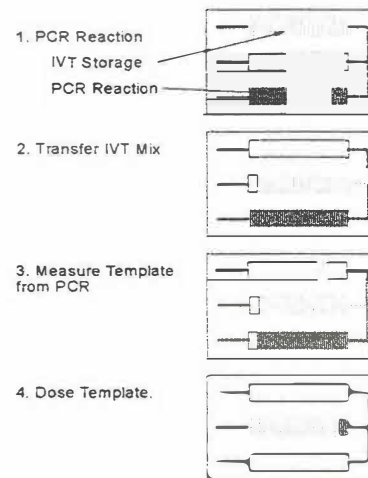 1. PCR Reaction
IVT Storage
PCR Reaction
2. Transfer IVT Mix
3. Measure Template
from PCR
4. Dose Template.